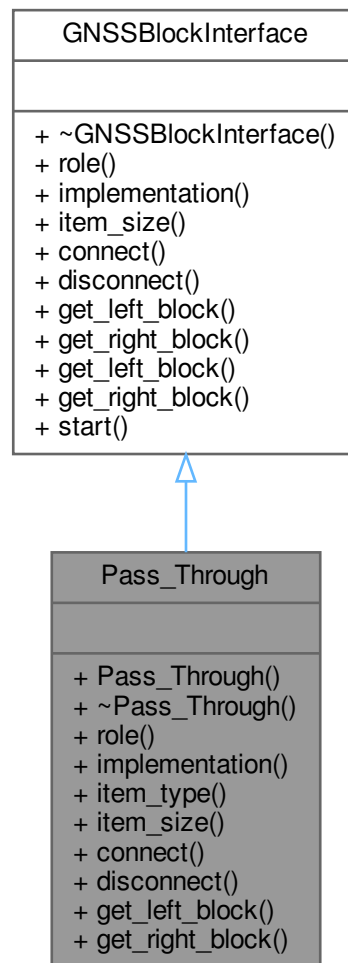 GNSSBlockInterface
+ ~GNSSBlockInterface()
+ role()
+ implementation()
+ item_size()
+ connect()
+ disconnect()
+ get_left_block()
+ get_right_block()
+ get_left_block()
+ get_right_block()
+ start()
Pass_Through
+ Pass_Through()
+ ~Pass_Through()
+ role()
+ implementation()
+ item_type()
+ item_size()
+ connect()
+ disconnect()
+ get_left_block()
+ get_right_block()